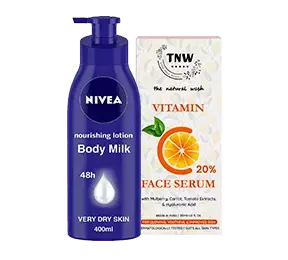 NIVEA
nourishing lotion
Body Milk
48h
VERY DRY SKIN
400ml
TNW
the natural wash
VITAMIN
C
20%
FACE SERUM
with Mulberry, Carrot, Tomato Extracts,
& Hyaluronic Acid